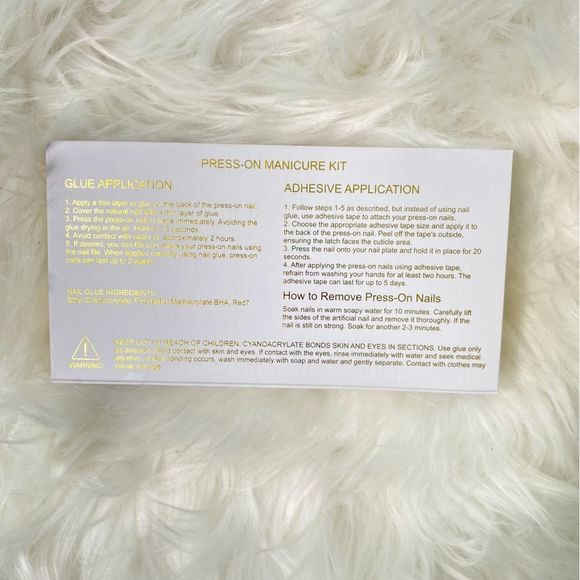 PRESS-ON MANICURE KIT
GLUE APPLICATION
1. Apply a thin layer of glue on the back of the press-on nail.
2. Cover the natural nail with a thin layer of glue.
3. Press the press-on nail in place immediately. Avoiding the
glue drying in the air. Hold for seconds.
4. Avoid contact with water for approximately 2 hours.
5. If desired, you can file press-on nails using
the nail file. When applied correctly using nail glue, press-on
nails can last up to 2 weeks
NAIL GLUE INGREDIENTS:
Ethyl Cyanoacrylate, BHA, Red7
ADHESIVE APPLICATION
1. Follow steps 1-5 as described, but instead of using nail
glue, use adhesive tape to attach your press-on nails.
2. Choose the appropriate adhesive tape size and apply it to
the back of the nail. Peel off the tape's outside,
ensuring the latch faces the cuticle area.
3. Press the nail onto your nail plate and hold it in place for 20
seconds.
4. After applying the press-on nails using adhesive tape,
refrain from washing your hands for at least two hours. The
adhesive tape can last for up to 5 days.
How to Remove Press-On Nails
Soak nails in warm soapy water for 10 minutes. Carefully lift
the sides of the artificial nail and remove it thoroughly. If the
nail is still on strong. Soak for another 2-3 minutes.
WARNING
KEEP OUT OF REACH OF CHILDREN. CYANOACRYLATE BONDS SKIN AND EYES IN SECTIONS. Use glue only
as directed, avoid contact with skin and eyes. If contact with the eyes, rinse immediately with water and seek medical
attention. If skin bonding occurs, wash immediately with soap and water and gently separate. Contact with clothes may
cause damage.